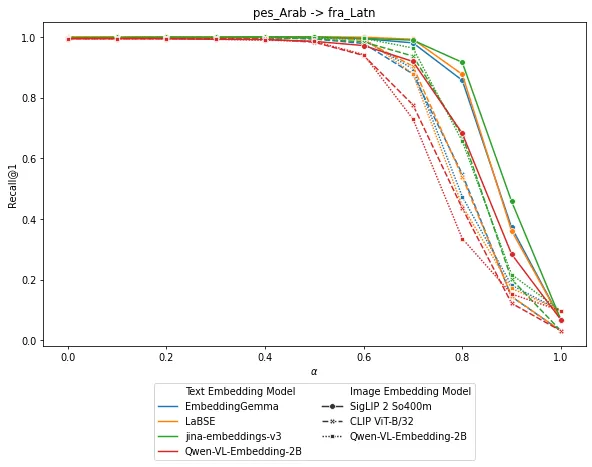 pes_Arab -> fra_Latn
Recall@1
1.0
0.8
0.6
0.4
0.2
0.0
0.0 0.2 0.4 0.6 0.8 1.0
α
Text Embedding Model
EmbeddingGemma
LaBSE
jina-embeddings-v3
Qwen-VL-Embedding-2B
Image Embedding Model
SigLIP 2 So400m
CLIP ViT-B/32
Qwen-VL-Embedding-2B